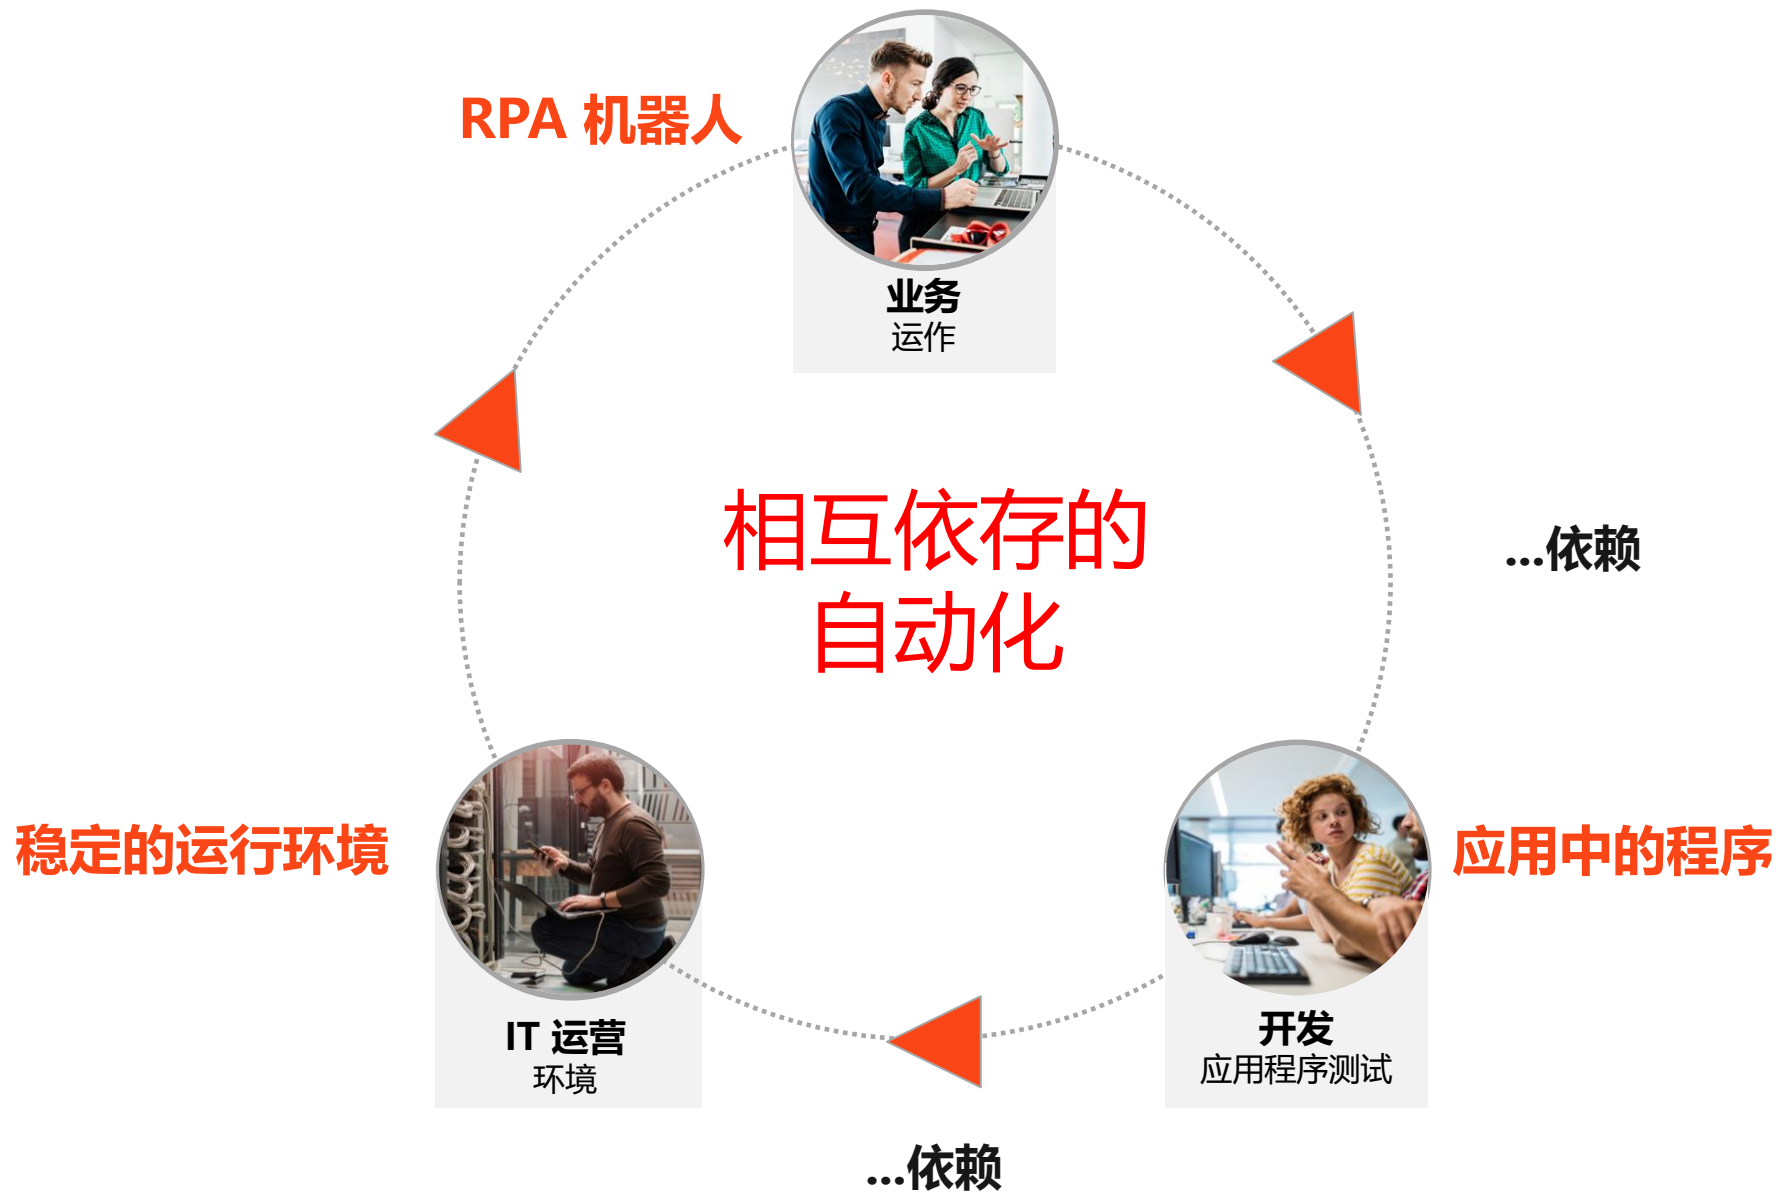 RPA 机器人
业务
运作
相互依存的
自动化
...依赖
稳定的运行环境
应用中的程序
IT 运营
环境
开发
应用程序测试
...依赖